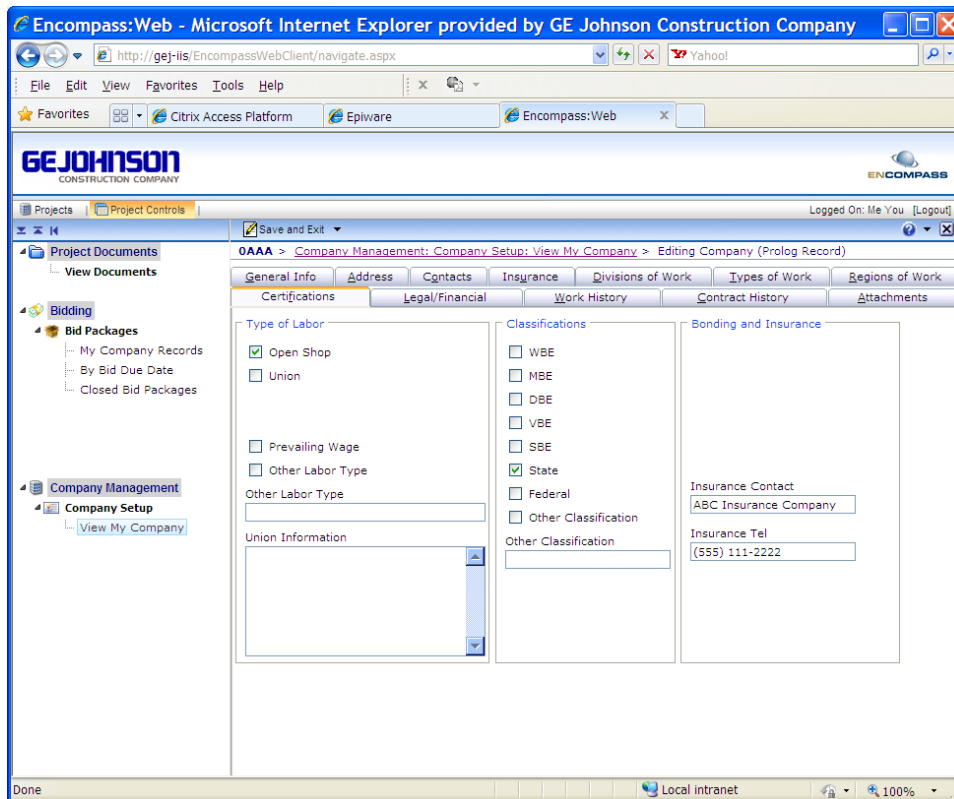 Encompass:Web - Microsoft Internet Explorer provided by GE Johnson Construction Company
http://gej-iis/EncompassWebClient/navigate.aspx
Yahoo!
File Edit View Favorites Tools Help
Favorites Citrix Access Platform Epiware Encompass:Web X
GE JOHNSON
CONSTRUCTION COMPANY
ENCOMPASS
Projects | Project Controls | Logged On: Me You [Logout]
Save and Exit
Project Documents
View Documents
Bidding
Bid Packages
My Company Records
By Bid Due Date
Closed Bid Packages
Company Management
Company Setup
View My Company
0AAA > Company Management: Company Setup: View My Company > Editing Company (Prolog Record)
General Info Address Contacts Insurance Divisions of Work Types of Work Regions of Work
Certifications Legal/Financial Work History Contract History Attachments
Type of Labor
Open Shop
Union
Prevailing Wage
Other Labor Type
Other Labor Type
Union Information
Classifications
WBE
MBE
DBE
VBE
SBE
State
Federal
Other Classification
Other Classification
Bonding and Insurance
Insurance Contact
ABC Insurance Company
Insurance Tel
(555) 111-2222
Done Local intranet 100%